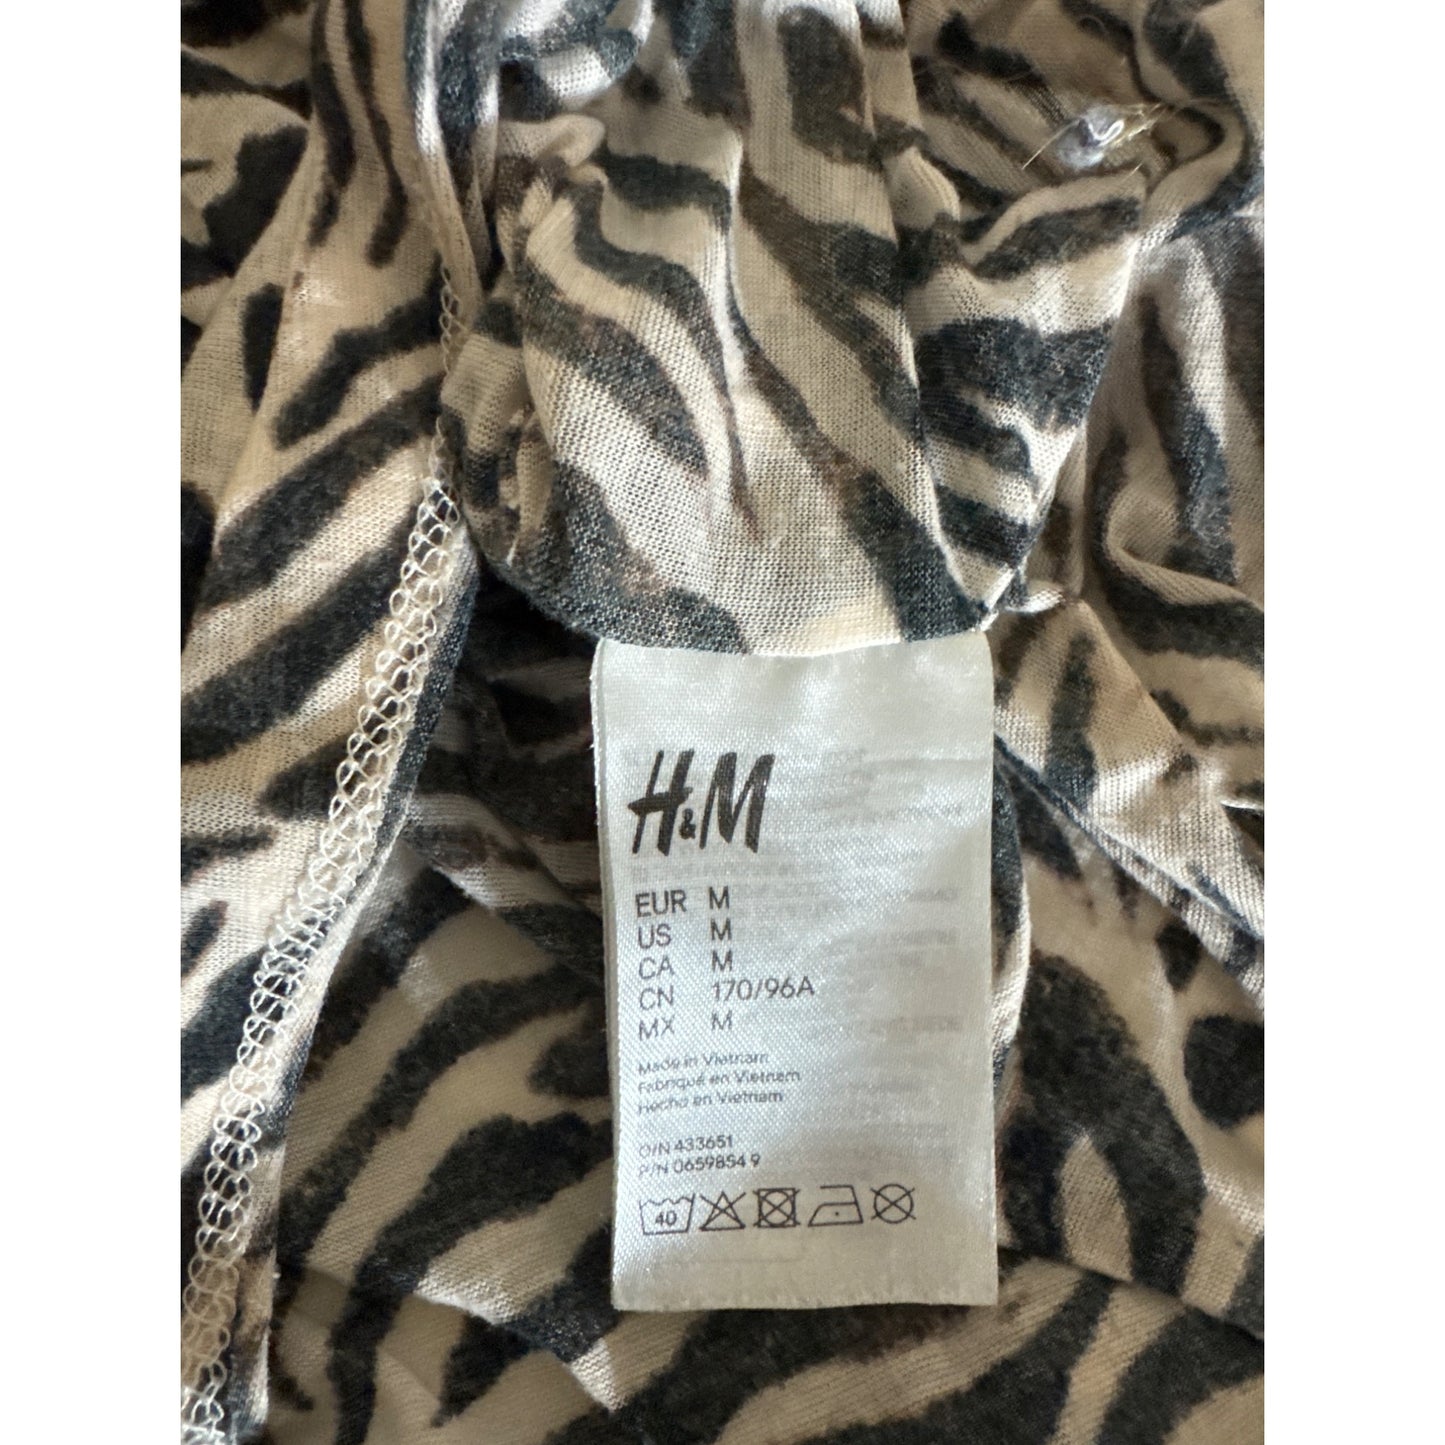 H&M
EUR M
US M
CA M
CN 170/96A
MX M
Made in Vietnam
Fabriqué en Vietnam
Hecho en Vietnam
O/N 433651
P/N 0659854 9
40